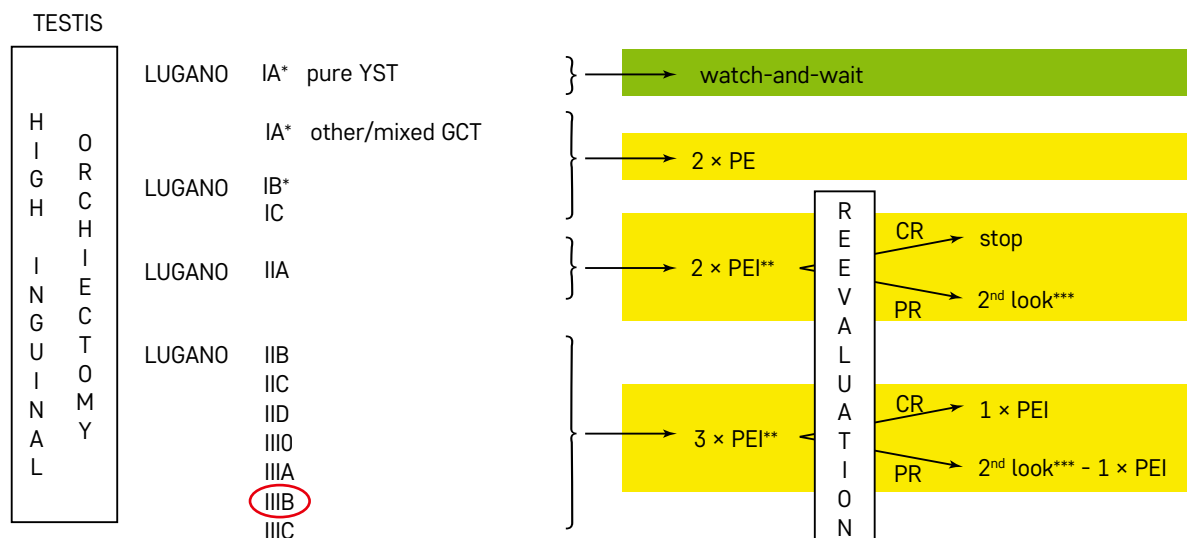 TESTIS
HIGH INGUINAL
ORCHIECTOMY
LUGANO IA* pure YST
watch-and-wait
IA* other/mixed GCT
2 × PE
LUGANO IB*
IC
LUGANO IIA
2 × PEI**
REEVALUATION
CR
stop
PR
2nd look***
LUGANO IIB
IIC
IID
III0
IIIA
IIIB
IIIC
3 × PEI**
CR
1 × PEI
PR
2nd look*** - 1 × PEI